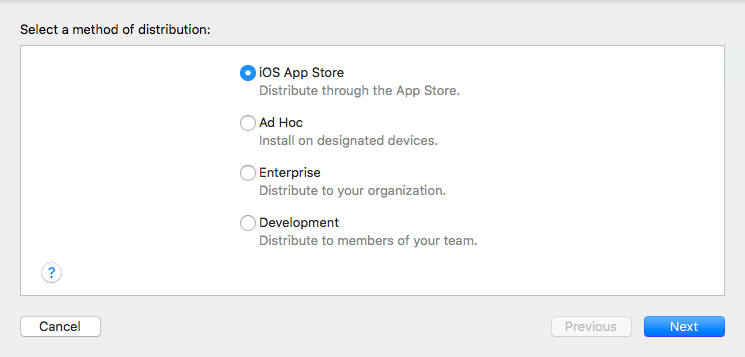 Select a method of distribution:
iOS App Store
Distribute through the App Store.
Ad Hoc
Install on designated devices.
Enterprise
Distribute to your organization.
Development
Distribute to members of your team.
?
Cancel
Previous
Next